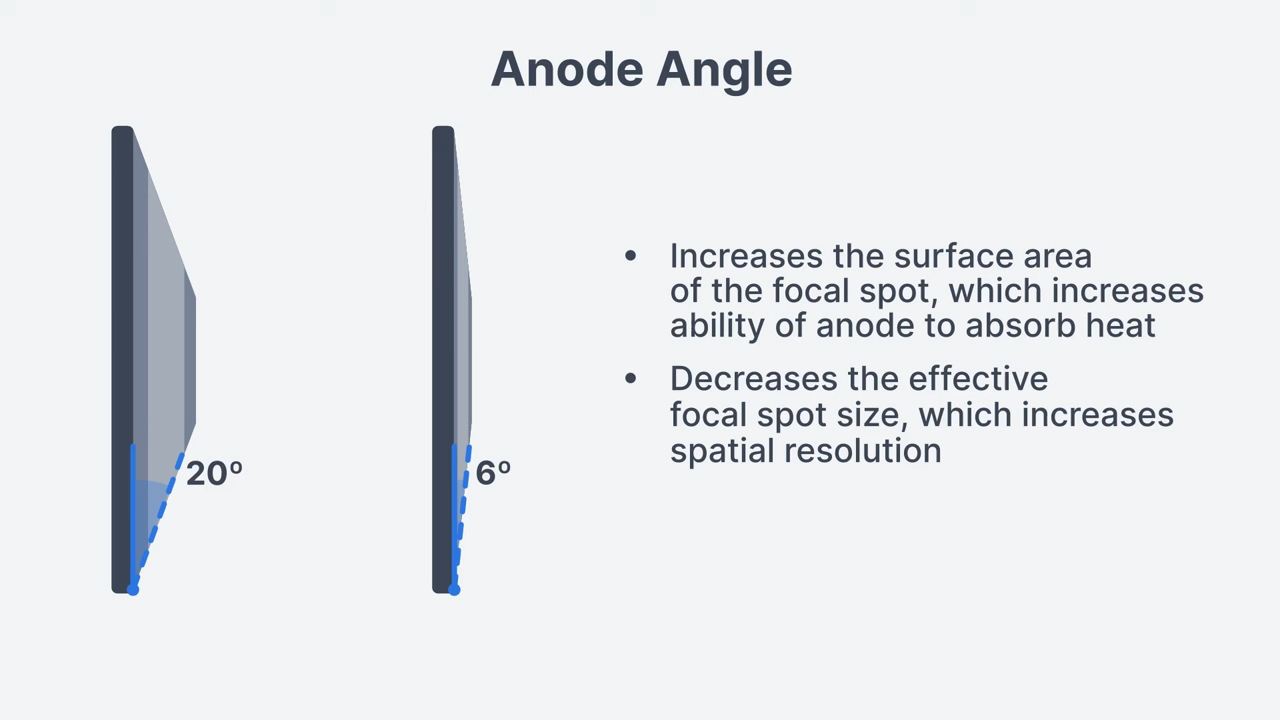 Anode Angle
20º
6º
• Increases the surface area
of the focal spot, which increases
ability of anode to absorb heat
• Decreases the effective
focal spot size, which increases
spatial resolution